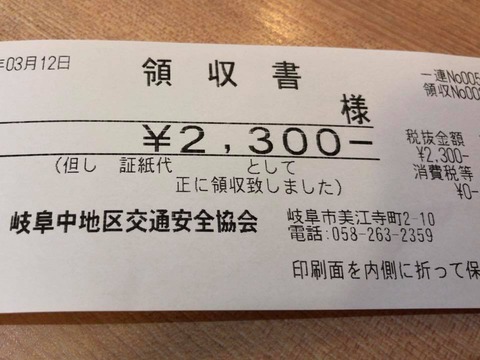 年03月12日
領収書
一連No005
領収No00
様
¥2,300-
税抜金額
¥2,300-
消費税等
¥0-
(但し 証紙代 として
正に領収致しました)
岐阜中地区交通安全協会
岐阜市美江寺町2-10
電話:058-263-2359
印刷面を内側に折って保